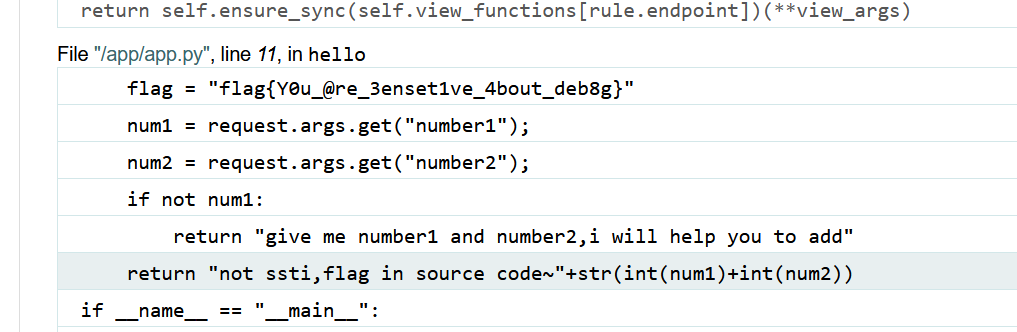 return self.ensure_sync(self.view_functions[rule.endpoint])(**view_args)
File "/app/app.py", line 11, in hello
flag = "flag{Y0u_@re_3enset1ve_4bout_deb8g}"
num1 = request.args.get("number1");
num2 = request.args.get("number2");
if not num1:
return "give me number1 and number2,i will help you to add"
return "not ssti,flag in source code~"+str(int(num1)+int(num2))
if __name__ == "__main__":